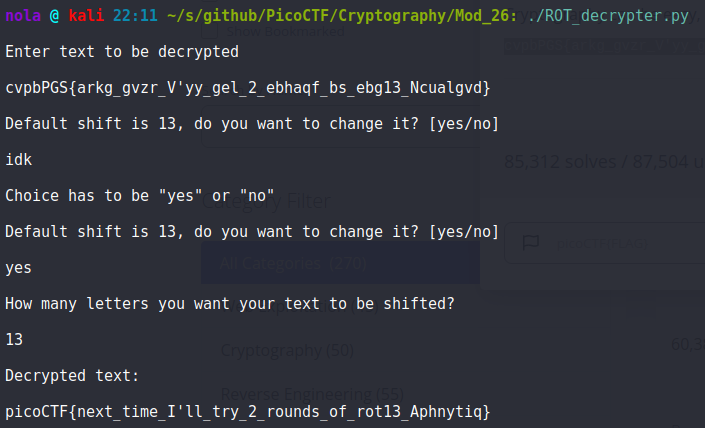 nola @ kali 22:11 ~/s/github/PicoCTF/Cryptography/Mod_26: ./ROT_decrypter.py
Show Bookmarked
Enter text to be decrypted
cvpbPGS{arkg_gvzr_V'yy_gel_2_ebhaqf_bs_ebg13_Ncualgvd}
Default shift is 13, do you want to change it? [yes/no]
idk
85,312 solves / 87,504 u
Choice has to be "yes" or "no"
Category Filter
Default shift is 13, do you want to change it? [yes/no]
yes
All Categories (270)
How many letters you want your text to be shifted?
13
Cryptography (50)
60,3
Decrypted text:
Reverse Engineering (55)
picoCTF{next_time_I'll_try_2_rounds_of_rot13_Aphnytiq}